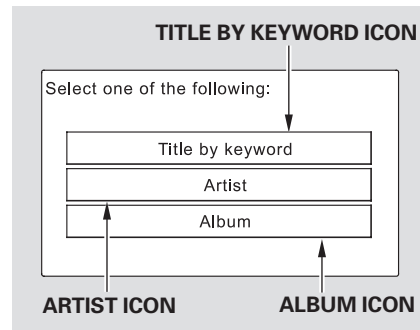 TITLE BY KEYWORD ICON
Select one of the following:
Title by keyword
Artist
Album
ARTIST ICON
ALBUM ICON